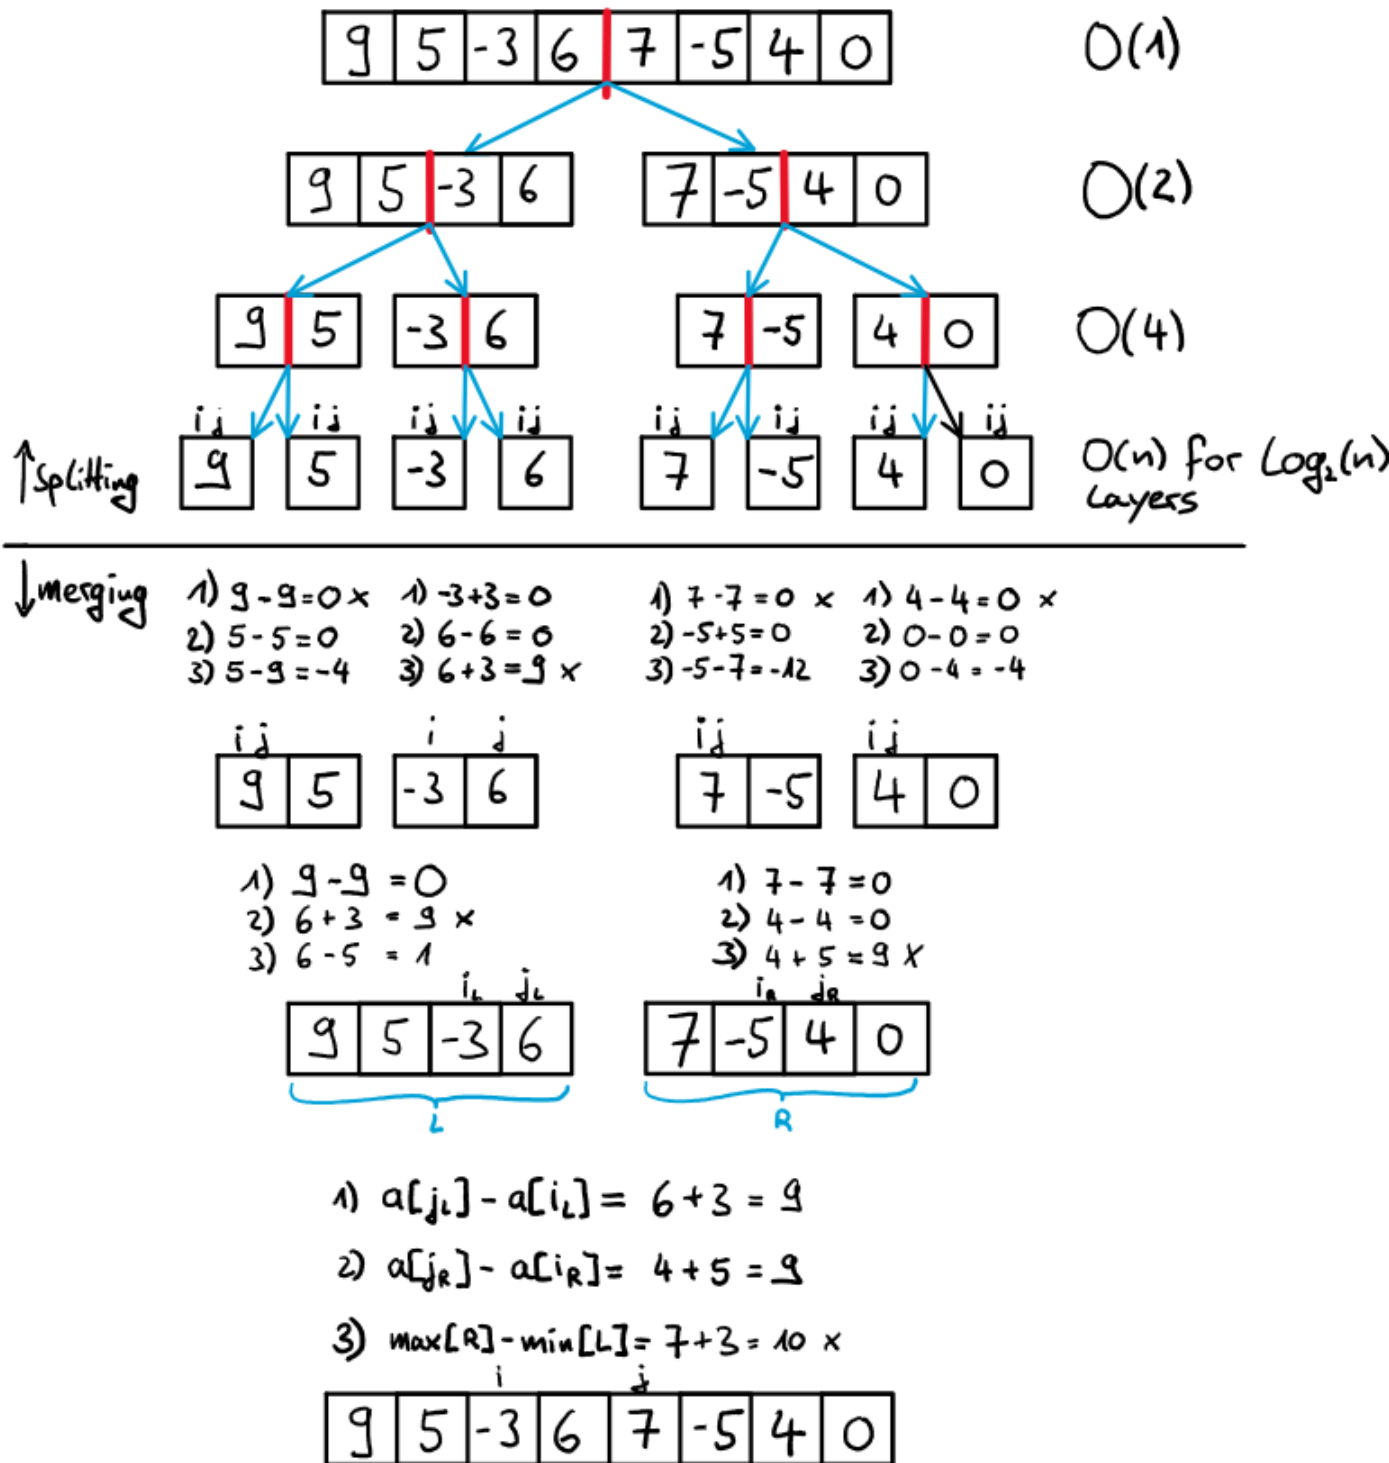 9 5 -3 6 7 -5 4 0 O(1)
9 5 -3 6 7 -5 4 0 O(2)
9 5 -3 6 7 -5 4 0 O(4)
i j i j i j i j i j i j i j i j
↑Splitting 9 5 -3 6 7 -5 4 0 O(n) for Log₂(n)
Layers
↓merging 1) 9-9=0 x 1) -3+3=0 1) 7-7=0 x 1) 4-4=0 x
2) 5-5=0 2) 6-6=0 2) -5+5=0 2) 0-0=0
3) 5-9=-4 3) 6+3=9 x 3) -5-7=-12 3) 0-4=-4
i j i j i j i j
9 5 -3 6 7 -5 4 0
1) 9-9=0 1) 7-7=0
2) 6+3=9 x 2) 4-4=0
3) 6-5=1 3) 4+5=9 x
i_L j_L i_R j_R
9 5 -3 6 7 -5 4 0
L R
1) a[j_L]-a[i_L]= 6+3=9
2) a[j_R]-a[i_R]= 4+5=9
3) max[R]-min[L]=7+3=10 x
i j
9 5 -3 6 7 -5 4 0